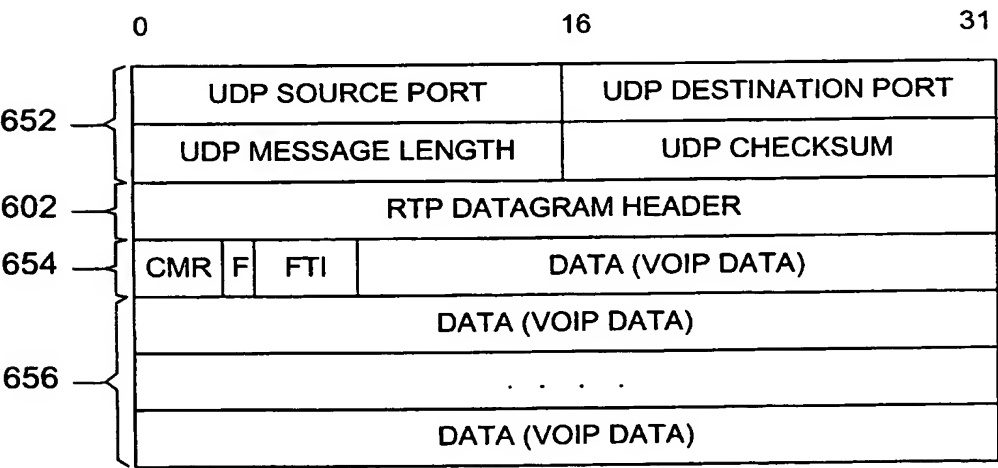 0 16 31
UDP SOURCE PORT UDP DESTINATION PORT
652
UDP MESSAGE LENGTH UDP CHECKSUM
602 RTP DATAGRAM HEADER
654 CMR F FTI DATA (VOIP DATA)
DATA (VOIP DATA)
656 . . . .
DATA (VOIP DATA)